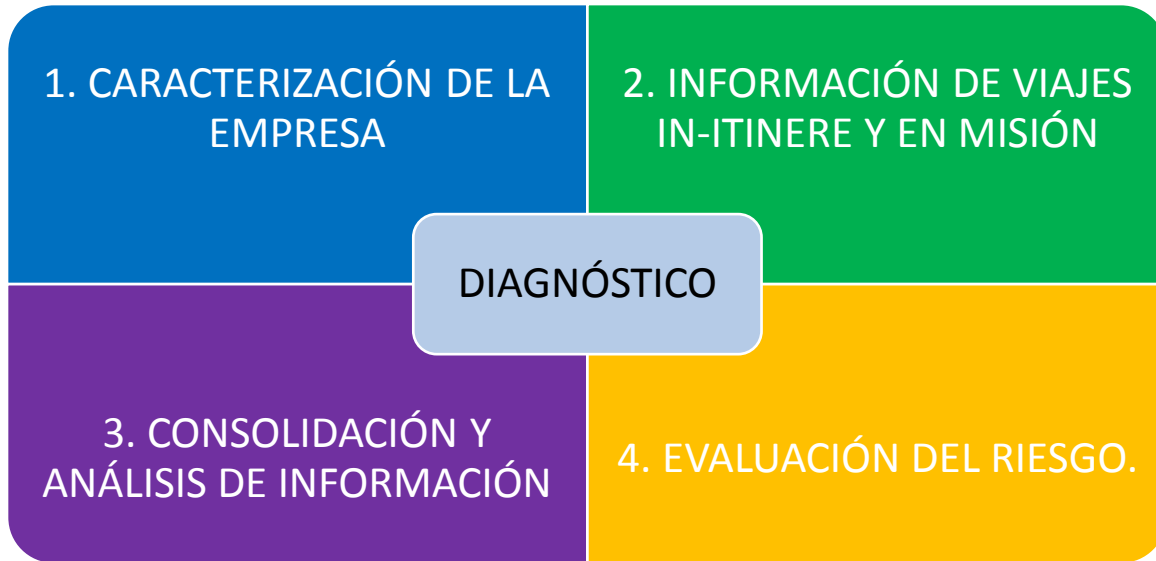 1. CARACTERIZACIÓN DE LA
EMPRESA
2. INFORMACIÓN DE VIAJES
IN-ITINERE Y EN MISIÓN
DIAGNÓSTICO
3. CONSOLIDACIÓN Y
ANÁLISIS DE INFORMACIÓN
4. EVALUACIÓN DEL RIESGO.